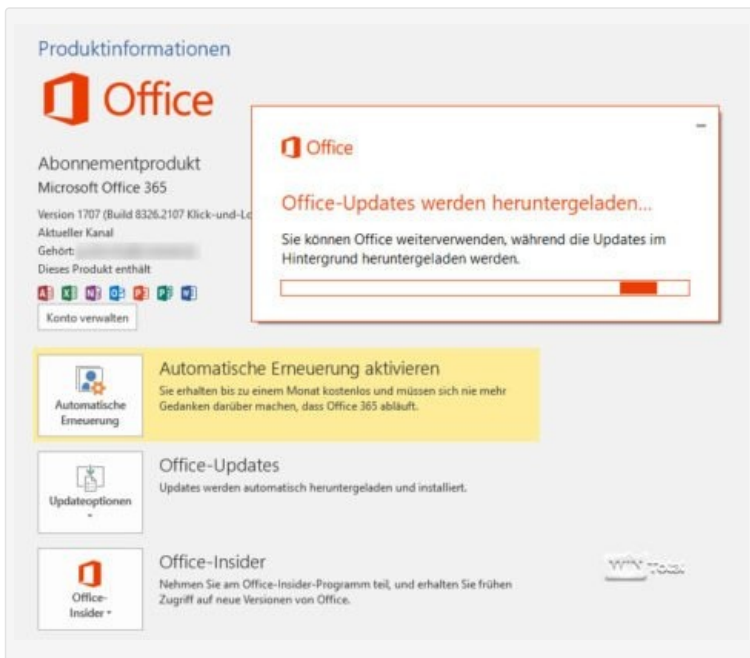 Produktinformationen
Office
Abonnementprodukt
Microsoft Office 365
Version 1707 (Build 8326.2107 Klick-und-Lo
Aktueller Kanal
Gehört:
Dieses Produkt enthält
Konto verwalten
Office
Office-Updates werden heruntergeladen...
Sie können Office weiterverwenden, während die Updates im
Hintergrund heruntergeladen werden.
Automatische
Erneuerung
Automatische Erneuerung aktivieren
Sie erhalten bis zu einem Monat kostenlos und müssen sich nie mehr
Gedanken darüber machen, dass Office 365 abläuft.
Updateoptionen
Office-Updates
Updates werden automatisch heruntergeladen und installiert.
Office-
Insider
Office-Insider
Nehmen Sie am Office-Insider-Programm teil, und erhalten Sie frühen
Zugriff auf neue Versionen von Office.